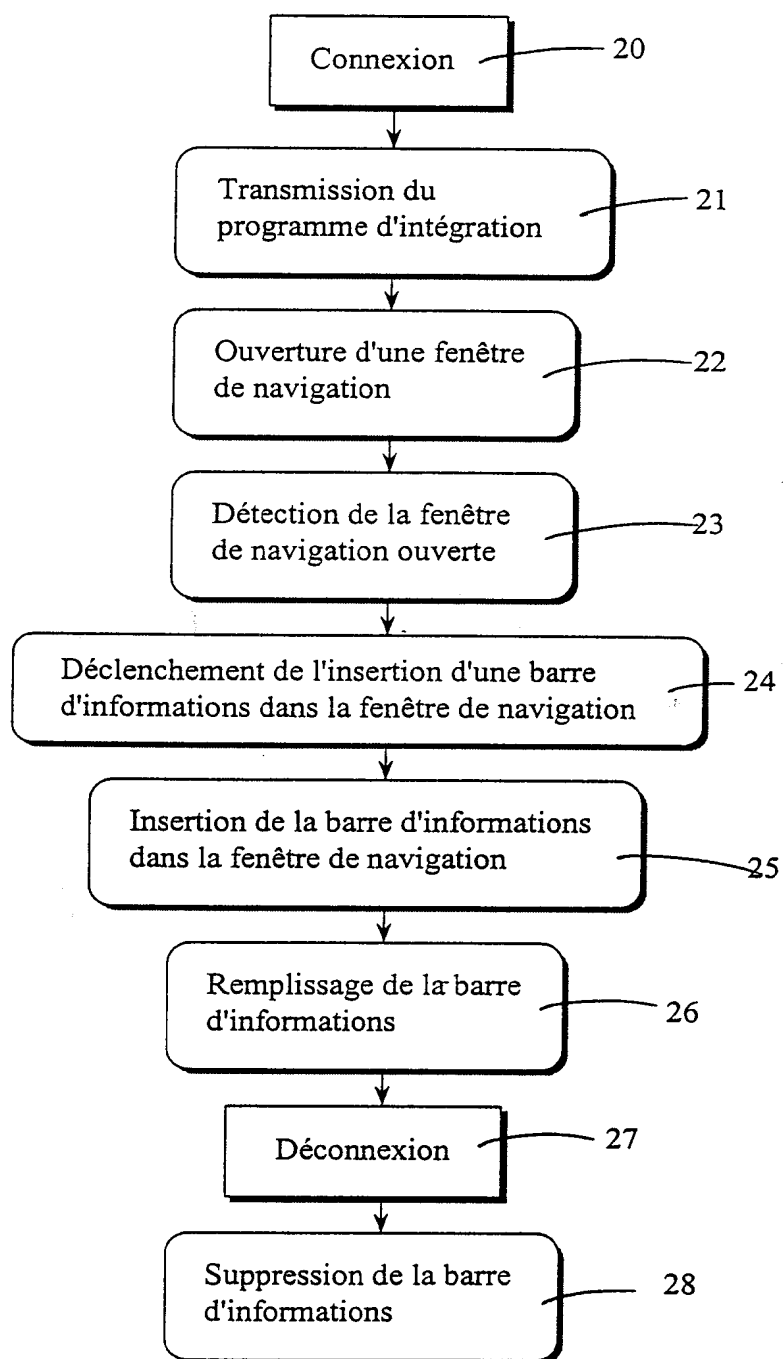 Connexion
20
Transmission du
programme d'intégration
21
Ouverture d'une fenêtre
de navigation
22
Détection de la fenêtre
de navigation ouverte
23
Déclenchement de l'insertion d'une barre
d'informations dans la fenêtre de navigation
24
Insertion de la barre d'informations
dans la fenêtre de navigation
25
Remplissage de la barre
d'informations
26
Déconnexion
27
Suppression de la barre
d'informations
28